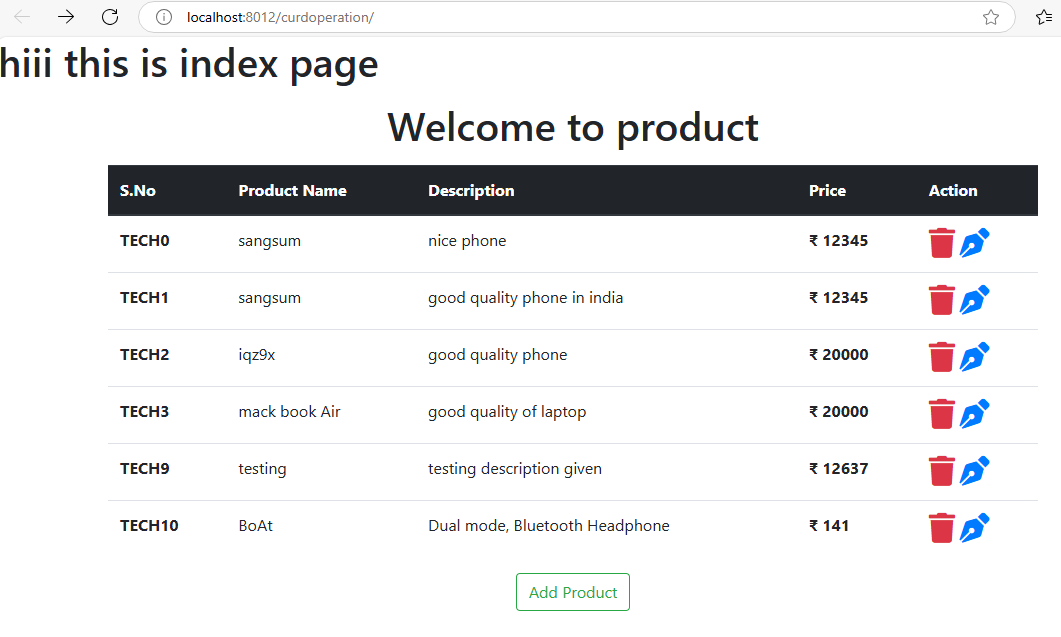 localhost:8012/curdoperation/
hiii this is index page
Welcome to product
S.No Product Name Description Price Action
TECH0 sangsum nice phone ₹ 12345
TECH1 sangsum good quality phone in india ₹ 12345
TECH2 iqz9x good quality phone ₹ 20000
TECH3 mack book Air good quality of laptop ₹ 20000
TECH9 testing testing description given ₹ 12637
TECH10 BoAt Dual mode, Bluetooth Headphone ₹ 141
Add Product